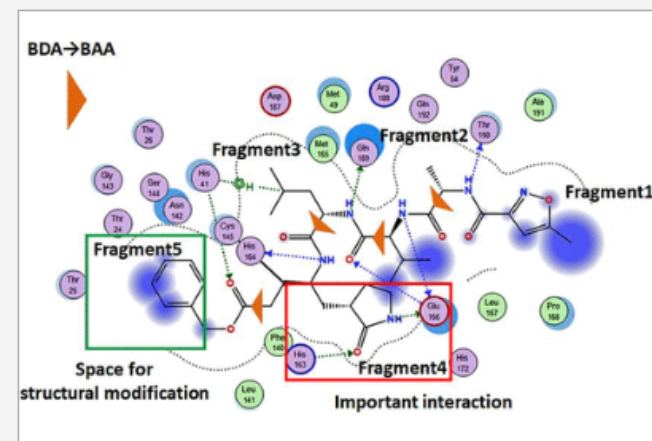 BDA→BAA
Tyr
54
Asp
187
Met
49
Arg
188
Gln
192
Thr
190
Ala
191
Fragment2
Thr
26
Fragment3
Met
165
Gln
189
Gly
143
Ser
144
His
41
H
N
Fragment1
Asn
142
H
N
O
N
O
Thr
24
Cys
145
H
N
NH
O
O
Fragment5
His
164
O
O
NH
Thr
25
O
O
NH
Glu
166
Leu
167
Pro
168
Phe
140
His
163
O
Space for
structural modification
Fragment4
His
172
Leu
141
Important interaction